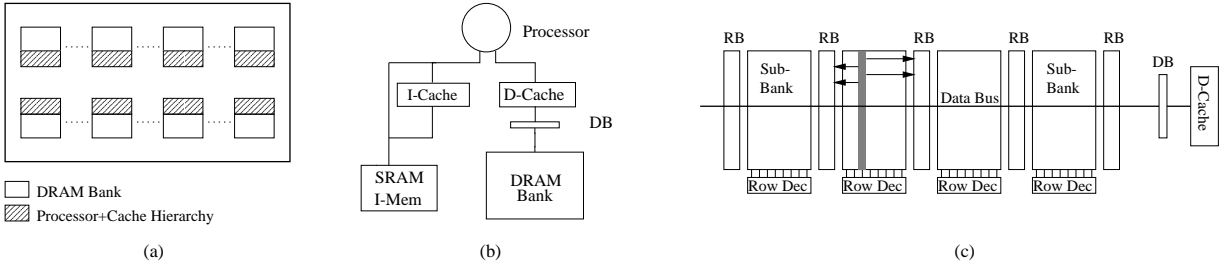 DRAM Bank
Processor+Cache Hierarchy
(a)
Processor
I-Cache
D-Cache
DB
SRAM
I-Mem
DRAM
Bank
(b)
RB
RB
RB
RB
RB
Sub-
Bank
Sub-
Bank
Data Bus
DB
D-Cache
Row Dec
Row Dec
Row Dec
Row Dec
(c)